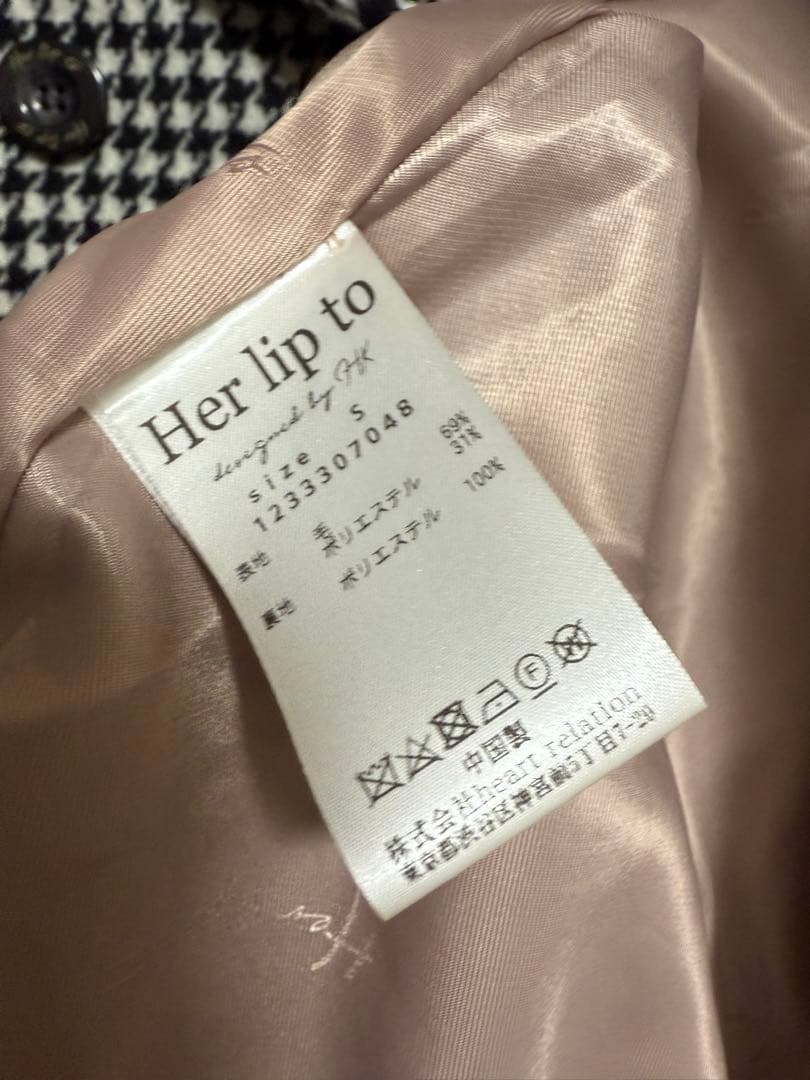 Her lip to
designed by HK
size S
1233307048
表地 毛 69%
ポリエステル 31%
裏地 ポリエステル 100%
F
W
中国製
株式会社heart relation
東京都渋谷区神宮前5丁目7-20
Her